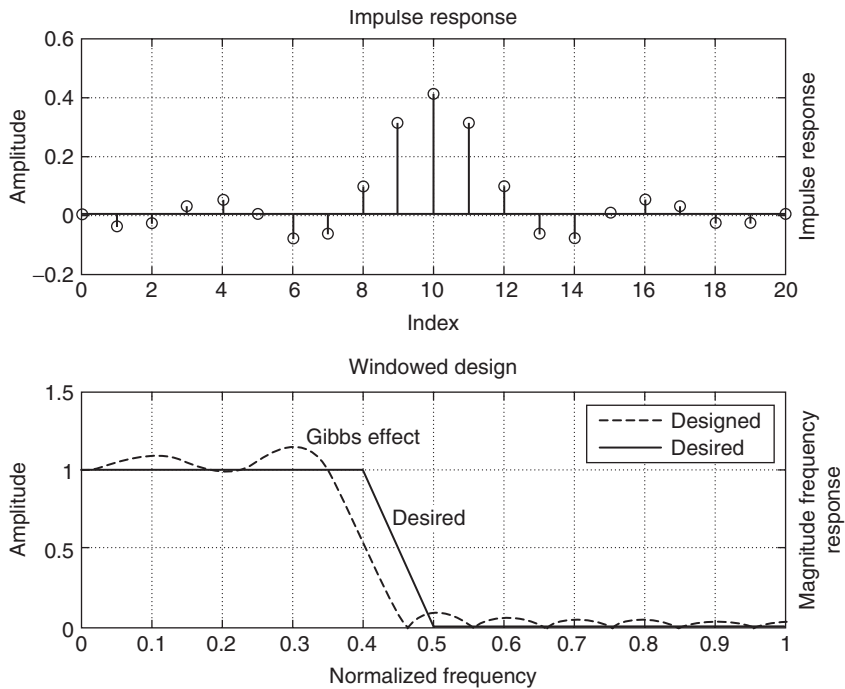 Impulse response
0.6
0.4
0.2
0
−0.2
Amplitude
Impulse response
0 2 4 6 8 10 12 14 16 18 20
Index
Windowed design
1.5
1
0.5
0
Amplitude
Gibbs effect
Desired
Designed
Desired
Magnitude frequency
response
0 0.1 0.2 0.3 0.4 0.5 0.6 0.7 0.8 0.9 1
Normalized frequency